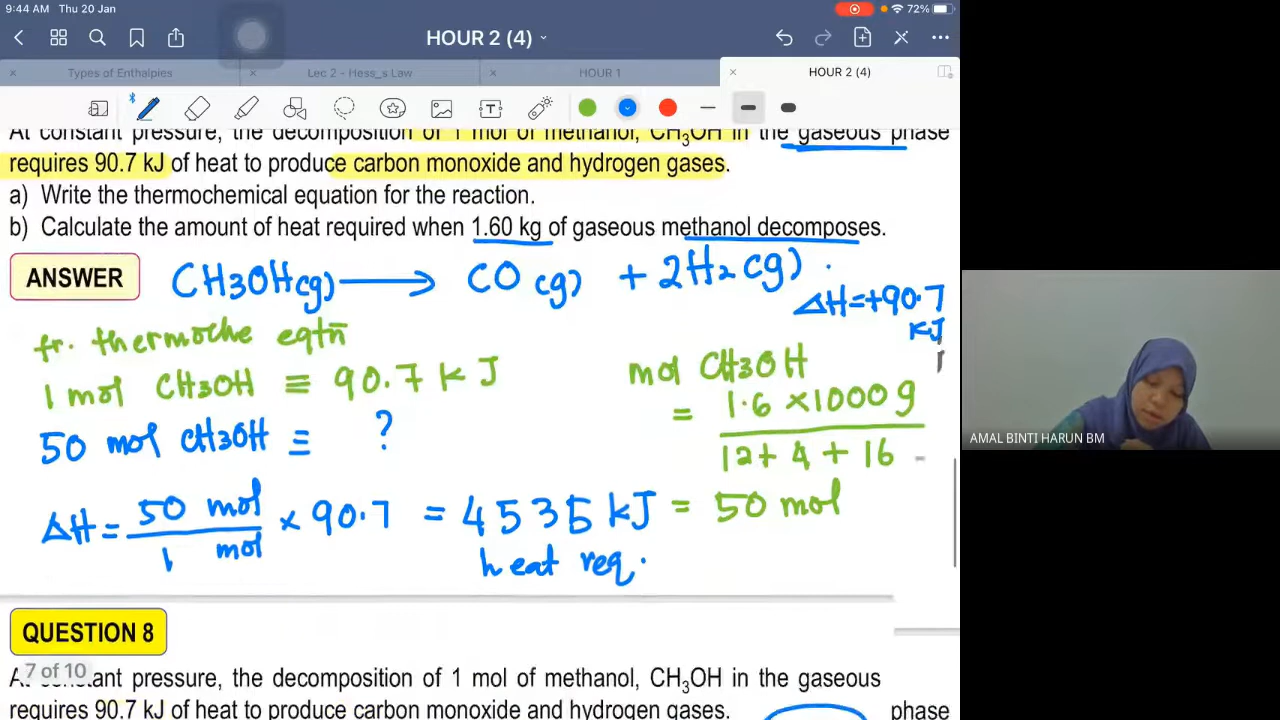 9:44 AM Thu 20 Jan
72%
HOUR 2 (4)
Types of Enthalpies
Lec 2 - Hess_s Law
HOUR 1
HOUR 2 (4)
At constant pressure, the decomposition of 1 mol of methanol, CH₃OH in the gaseous phase
requires 90.7 kJ of heat to produce carbon monoxide and hydrogen gases.
a) Write the thermochemical equation for the reaction.
b) Calculate the amount of heat required when 1.60 kg of gaseous methanol decomposes.
ANSWER
CH3OH(g) ⟶ CO (g) + 2H₂ (g) .
ΔH=+90.7
kJ
fr. thermoche eqtn
1 mol CH3OH ≡ 90.7 kJ
50 mol CH3OH ≡ ?
mol CH3OH
= 1.6 ×1000g
12+ 4 + 16
= 50 mol
ΔH = 50 mol × 90.7 = 4535 kJ
1 mol
heat req.
AMAL BINTI HARUN BM
QUESTION 8
7 of 10
At constant pressure, the decomposition of 1 mol of methanol, CH₃OH in the gaseous
requires 90.7 kJ of heat to produce carbon monoxide and hydrogen gases. phase